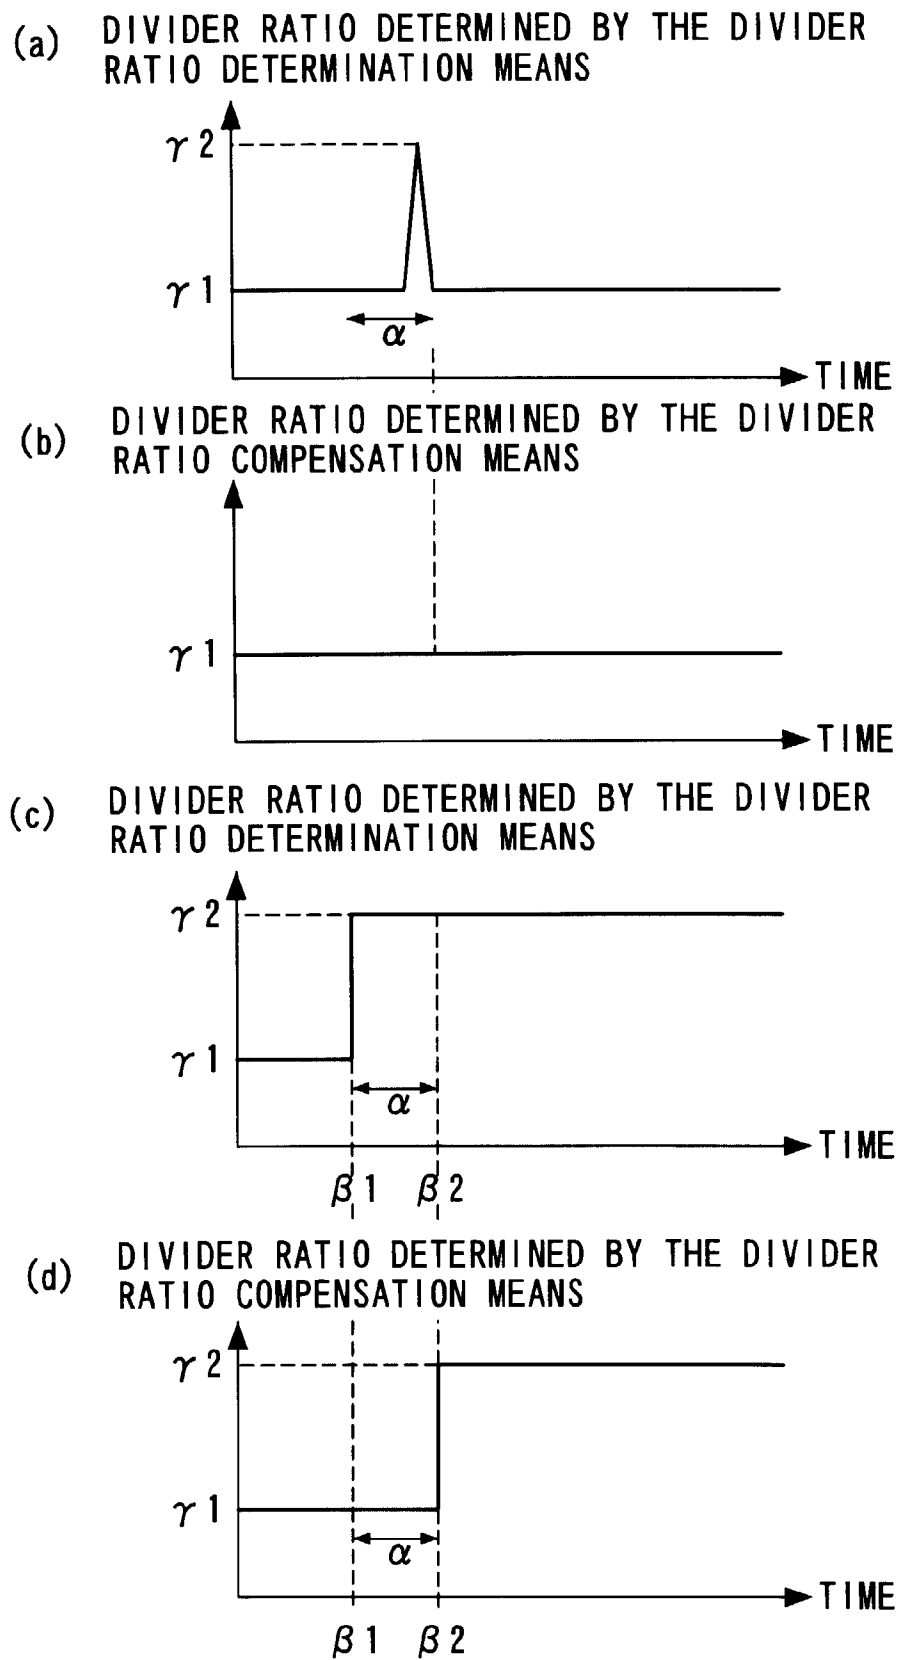 (a) DIVIDER RATIO DETERMINED BY THE DIVIDER
RATIO DETERMINATION MEANS
γ2
γ1
α
TIME
(b) DIVIDER RATIO DETERMINED BY THE DIVIDER
RATIO COMPENSATION MEANS
γ1
TIME
(c) DIVIDER RATIO DETERMINED BY THE DIVIDER
RATIO DETERMINATION MEANS
γ2
γ1
α
TIME
β1 β2
(d) DIVIDER RATIO DETERMINED BY THE DIVIDER
RATIO COMPENSATION MEANS
γ2
γ1
α
TIME
β1 β2